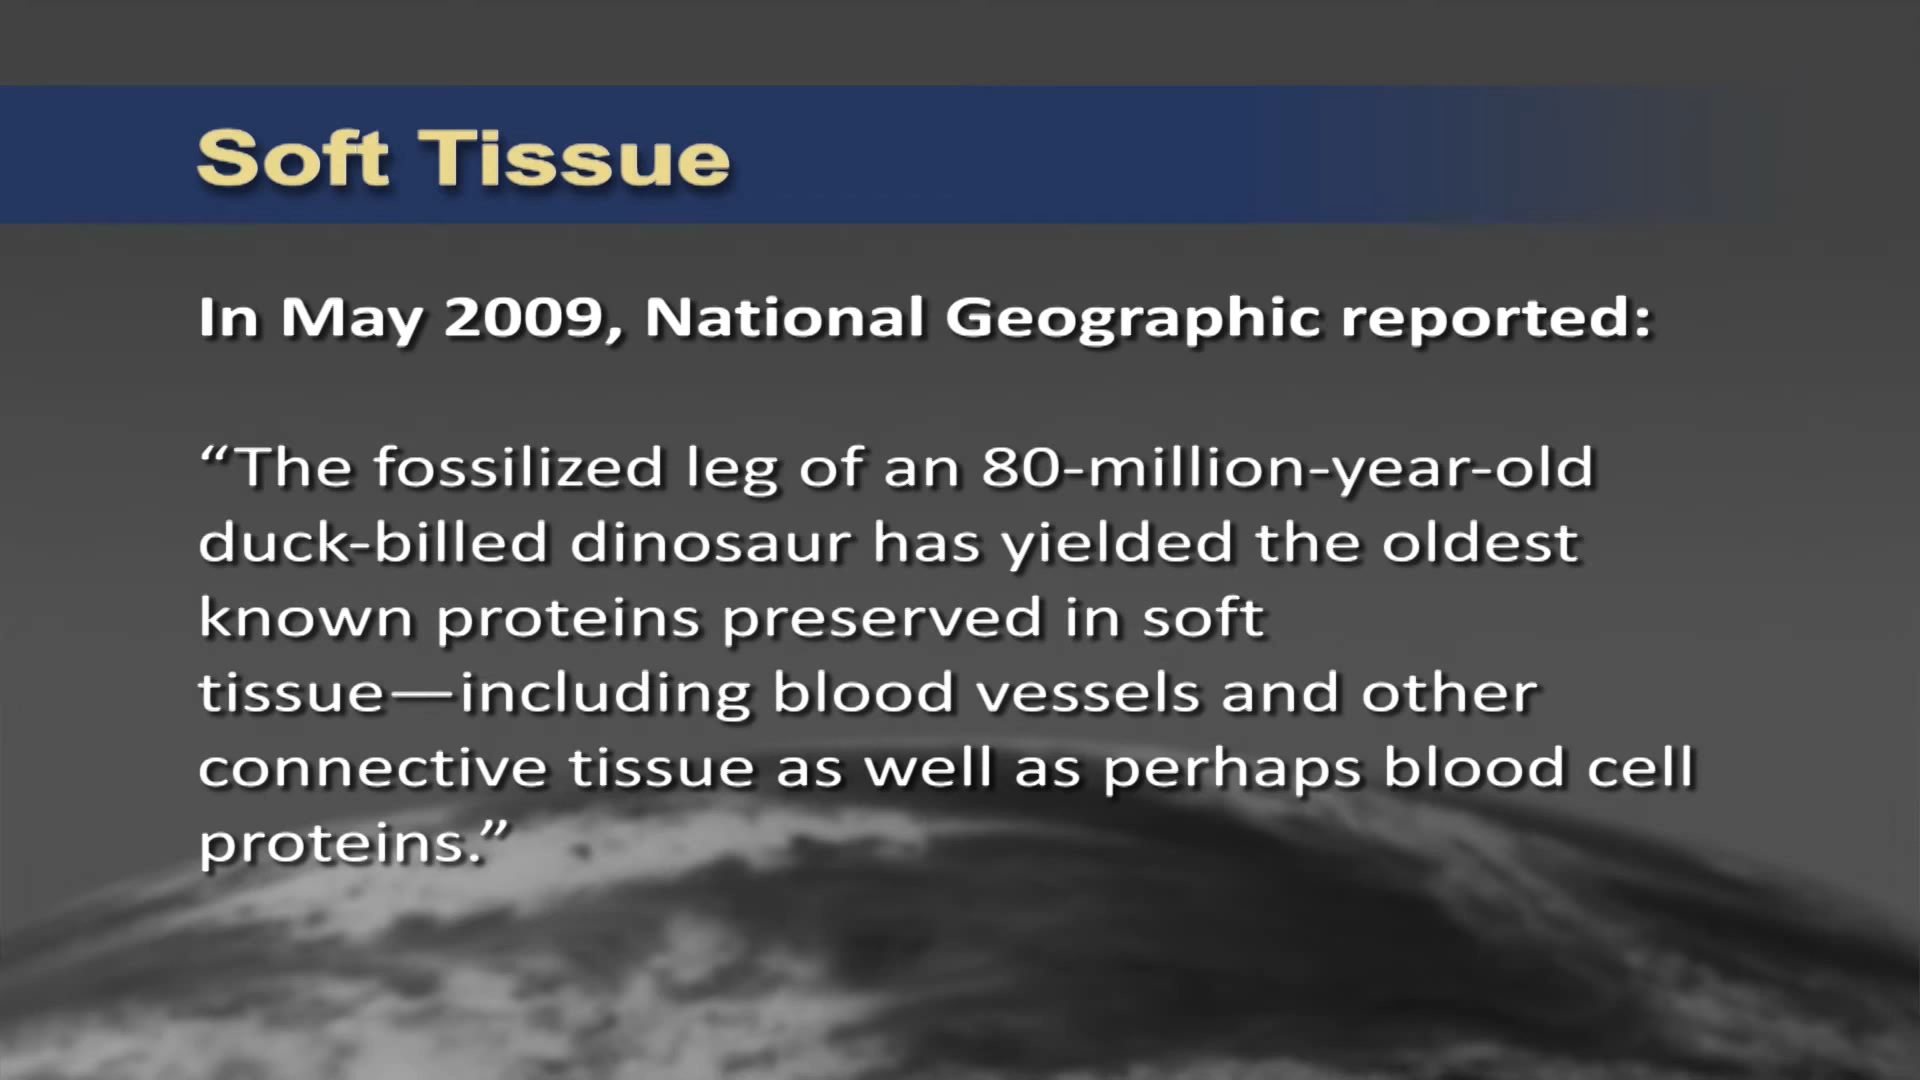 Soft Tissue
In May 2009, National Geographic reported:
“The fossilized leg of an 80-million-year-old
duck-billed dinosaur has yielded the oldest
known proteins preserved in soft
tissue—including blood vessels and other
connective tissue as well as perhaps blood cell
proteins.”